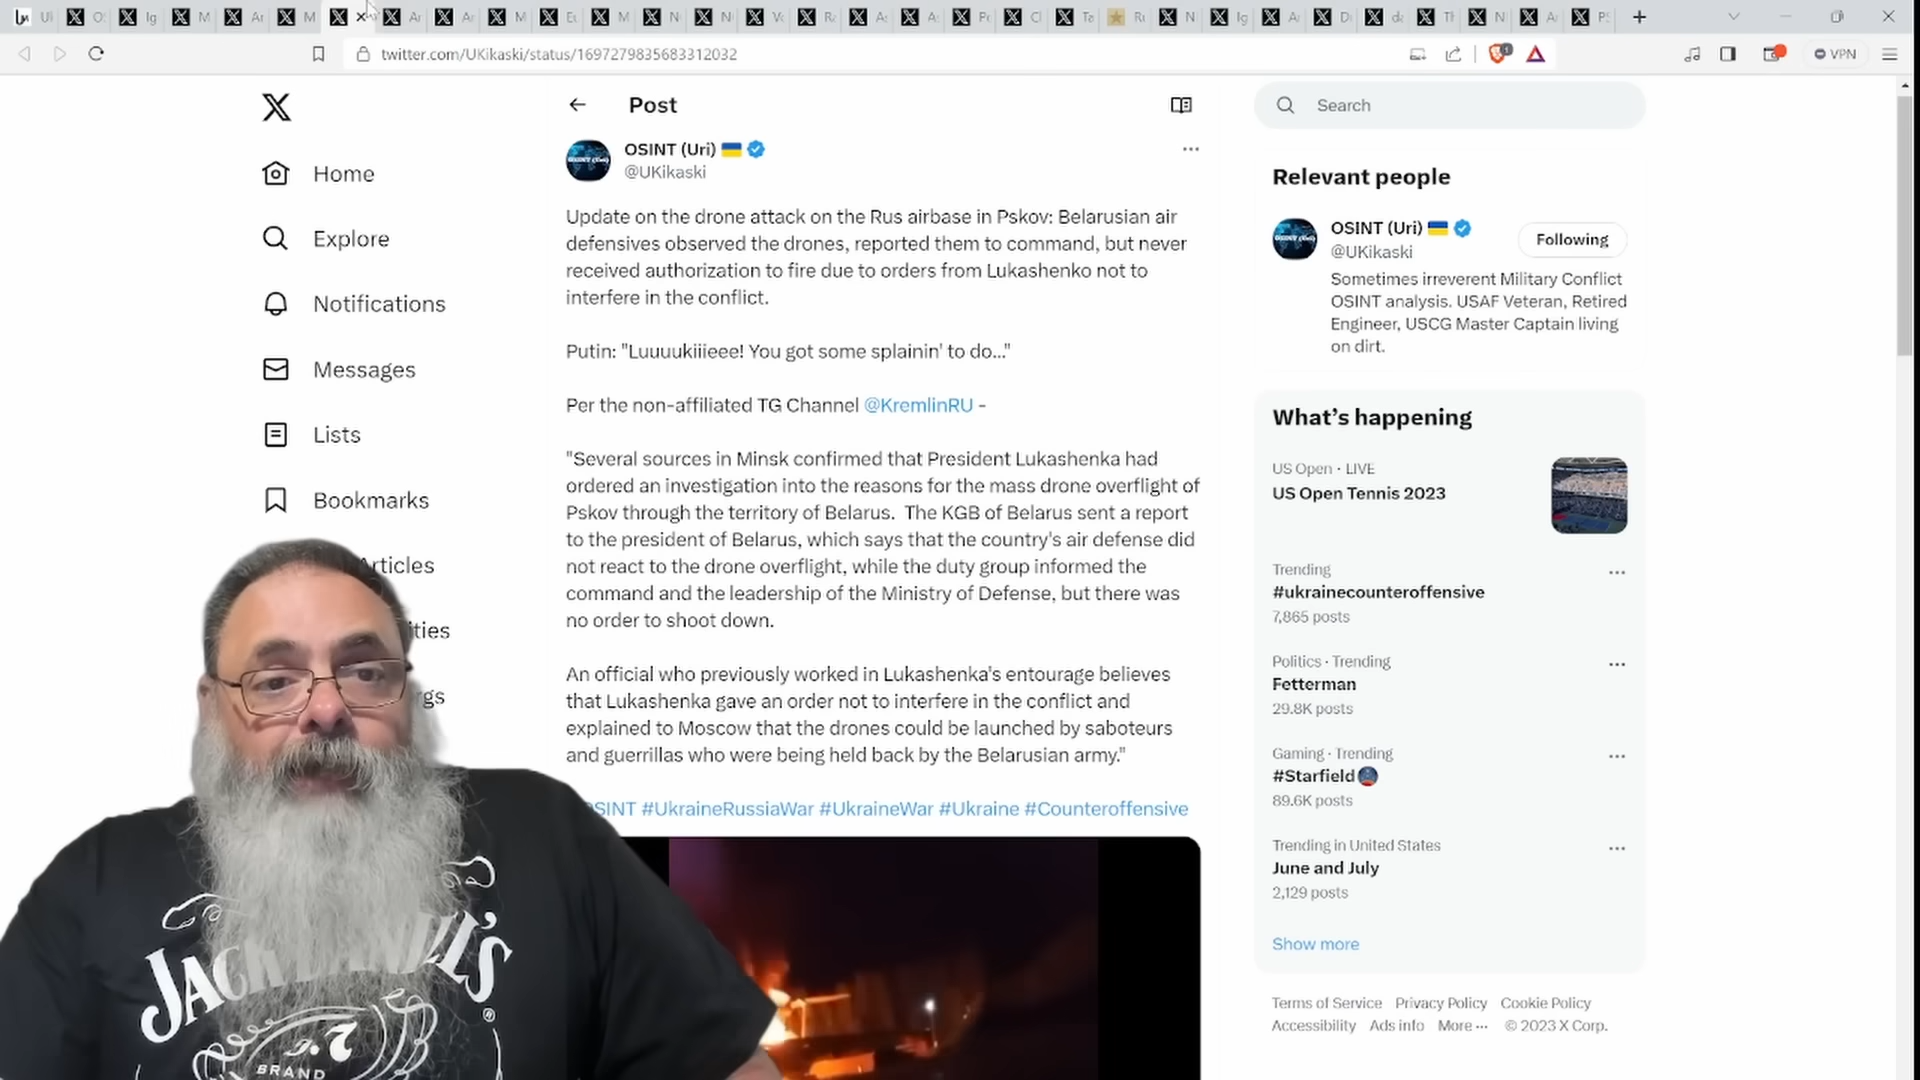 twitter.com/UKikaski/status/1697279835683312032
VPN
Home
Explore
Notifications
Messages
Lists
Bookmarks
Articles
Post
OSINT (Uri)
@UKikaski
Update on the drone attack on the Rus airbase in Pskov: Belarusian air
defensives observed the drones, reported them to command, but never
received authorization to fire due to orders from Lukashenko not to
interfere in the conflict.
Putin: "Luuuukiiieee! You got some splainin' to do..."
Per the non-affiliated TG Channel @KremlinRU -
"Several sources in Minsk confirmed that President Lukashenka had
ordered an investigation into the reasons for the mass drone overflight of
Pskov through the territory of Belarus. The KGB of Belarus sent a report
to the president of Belarus, which says that the country's air defense did
not react to the drone overflight, while the duty group informed the
command and the leadership of the Ministry of Defense, but there was
no order to shoot down.
An official who previously worked in Lukashenka's entourage believes
that Lukashenka gave an order not to interfere in the conflict and
explained to Moscow that the drones could be launched by saboteurs
and guerrillas who were being held back by the Belarusian army."
OSINT #UkraineRussiaWar #UkraineWar #Ukraine #Counteroffensive
Search
Relevant people
OSINT (Uri)
@UKikaski
Following
Sometimes irreverent Military Conflict
OSINT analysis. USAF Veteran, Retired
Engineer, USCG Master Captain living
on dirt.
What's happening
US Open · LIVE
US Open Tennis 2023
Trending
#ukrainecounteroffensive
7,865 posts
Politics · Trending
Fetterman
29.8K posts
Gaming · Trending
#Starfield
89.6K posts
Trending in United States
June and July
2,129 posts
Show more
Terms of Service Privacy Policy Cookie Policy
Accessibility Ads info More ··· © 2023 X Corp.
BRAND